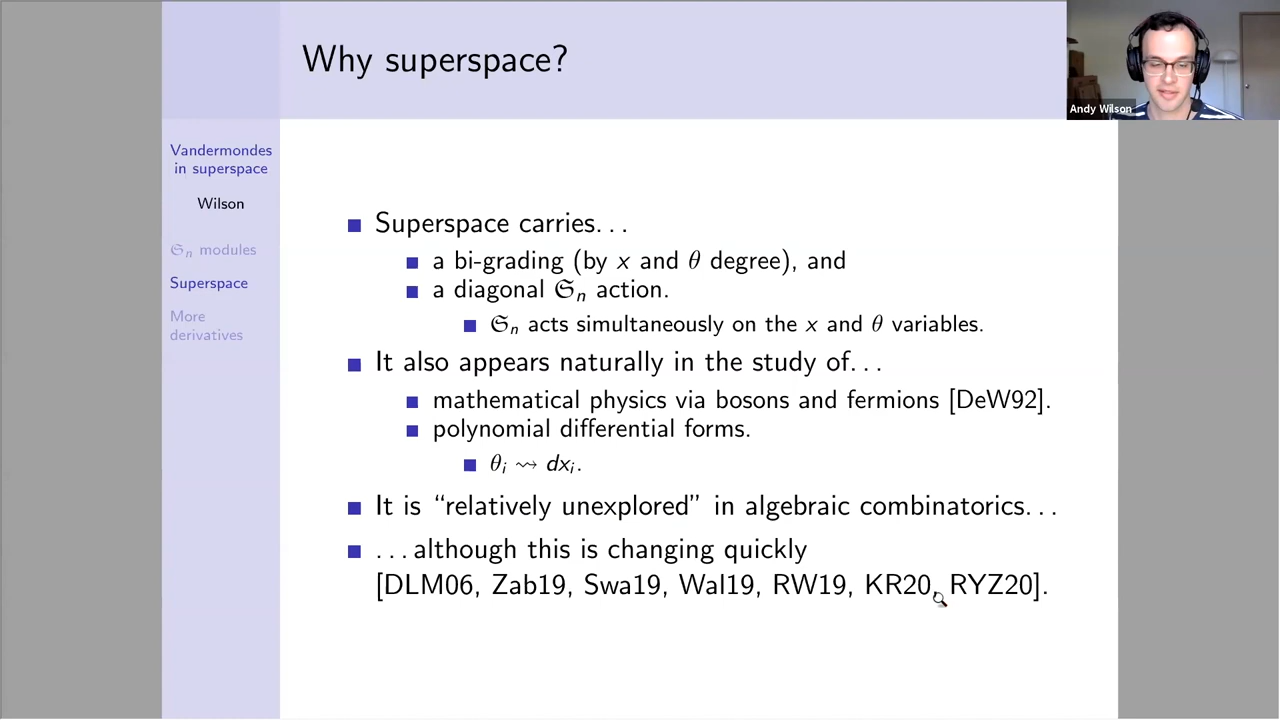 Why superspace?
Andy Wilson
Vandermondes
in superspace
Wilson
𝔖ₙ modules
Superspace
More
derivatives
Superspace carries. . .
a bi-grading (by x and θ degree), and
a diagonal 𝔖ₙ action.
𝔖ₙ acts simultaneously on the x and θ variables.
It also appears naturally in the study of. . .
mathematical physics via bosons and fermions [DeW92].
polynomial differential forms.
θᵢ ⇝ dxᵢ.
It is “relatively unexplored” in algebraic combinatorics. . .
. . . although this is changing quickly
[DLM06, Zab19, Swa19, Wal19, RW19, KR20, RYZ20].